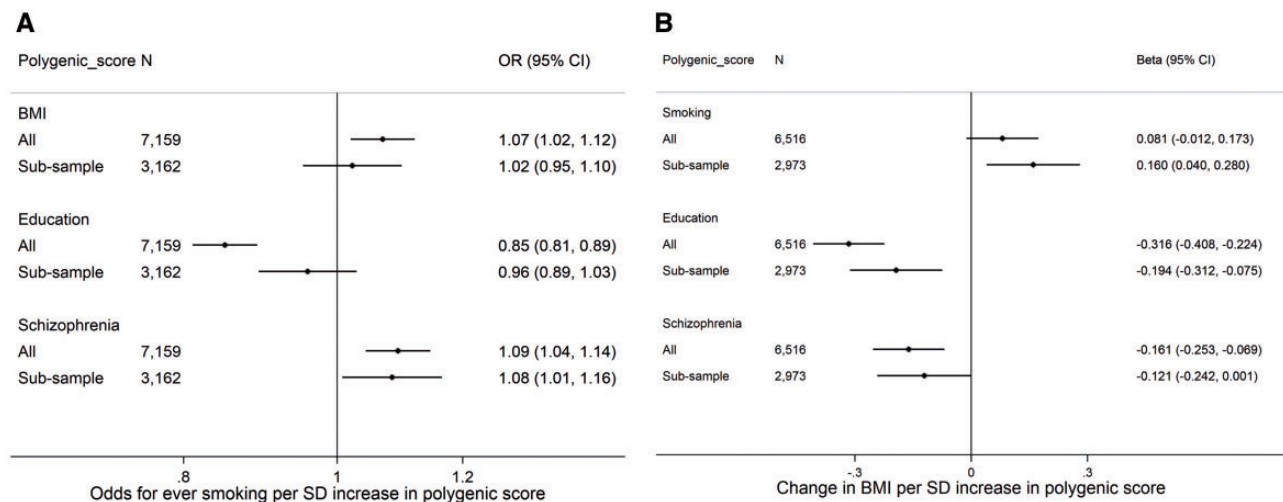 A
Polygenic_score N OR (95% CI)
BMI
All 7,159 1.07 (1.02, 1.12)
Sub-sample 3,162 1.02 (0.95, 1.10)
Education
All 7,159 0.85 (0.81, 0.89)
Sub-sample 3,162 0.96 (0.89, 1.03)
Schizophrenia
All 7,159 1.09 (1.04, 1.14)
Sub-sample 3,162 1.08 (1.01, 1.16)
.8 1 1.2
Odds for ever smoking per SD increase in polygenic score
B
Polygenic_score N Beta (95% CI)
Smoking
All 6,516 0.081 (-0.012, 0.173)
Sub-sample 2,973 0.160 (0.040, 0.280)
Education
All 6,516 -0.316 (-0.408, -0.224)
Sub-sample 2,973 -0.194 (-0.312, -0.075)
Schizophrenia
All 6,516 -0.161 (-0.253, -0.069)
Sub-sample 2,973 -0.121 (-0.242, 0.001)
-.3 0 .3
Change in BMI per SD increase in polygenic score